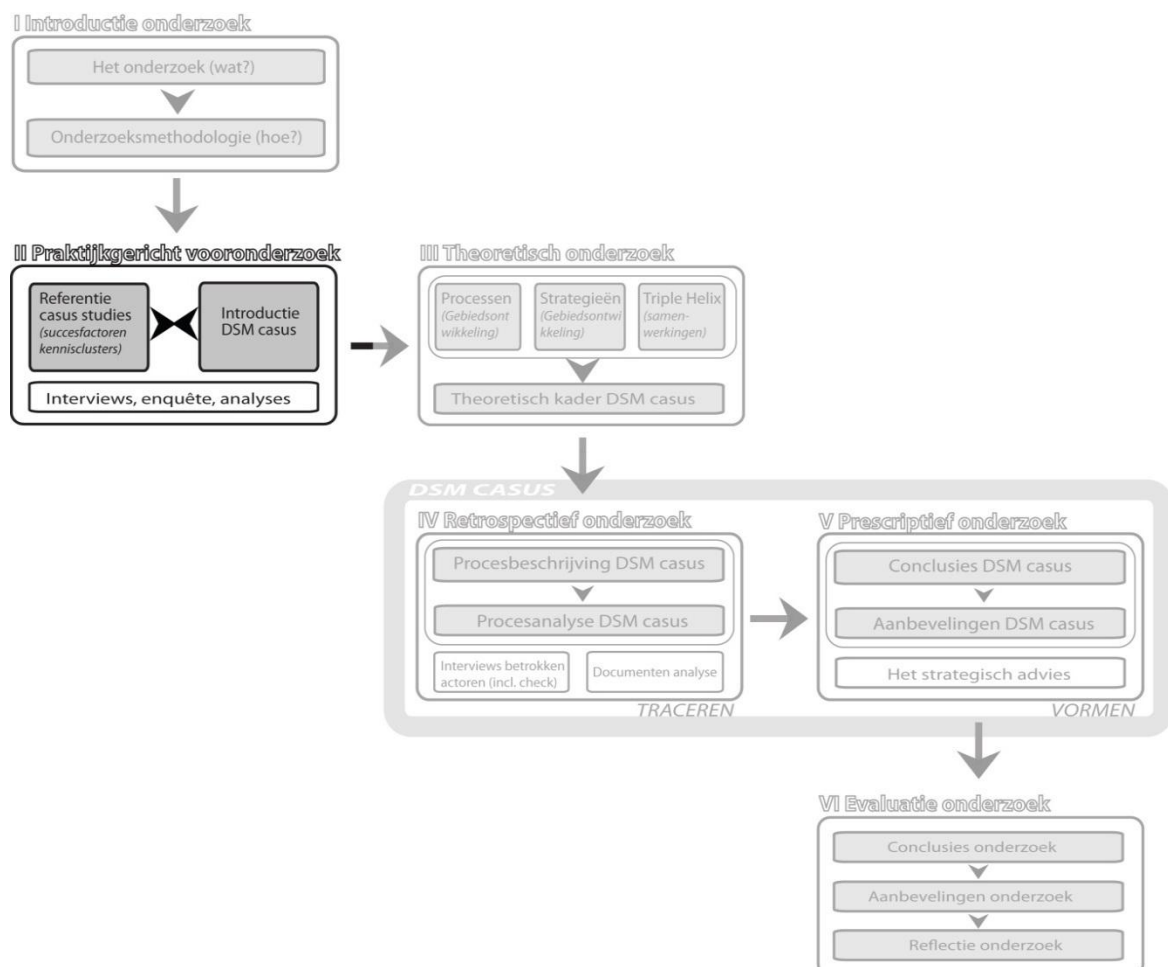 I Introductie onderzoek
Het onderzoek (wat?)
Onderzoeksmethodologie (hoe?)
II Praktijkgericht vooronderzoek
Referentie
casus studies
(succesfactoren
kennisclusters)
Introductie
DSM casus
Interviews, enquête, analyses
III Theoretisch onderzoek
Processen
(Gebiedsont
wikkeling)
Strategieën
(Gebiedsontwi
kkeling)
Triple Helix
(samen-
werkingen)
Theoretisch kader DSM casus
DSM CASUS
IV Retrospectief onderzoek
Procesbeschrijving DSM casus
Procesanalyse DSM casus
Interviews betrokken
actoren (incl. check)
Documenten analyse
TRACEREN
V Prescriptief onderzoek
Conclusies DSM casus
Aanbevelingen DSM casus
Het strategisch advies
VORMEN
VI Evaluatie onderzoek
Conclusies onderzoek
Aanbevelingen onderzoek
Reflectie onderzoek